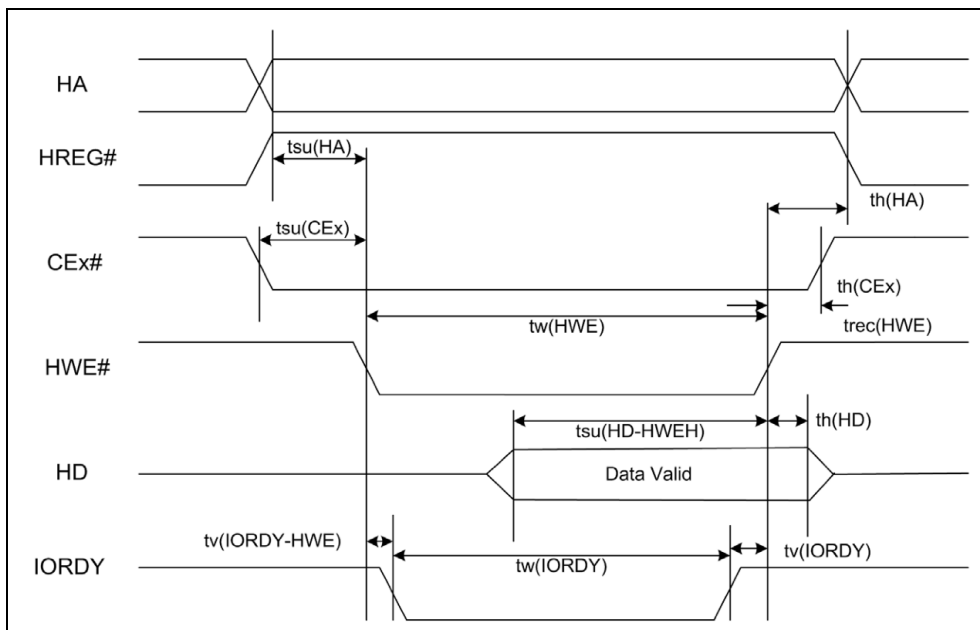 HA
HREG#
tsu(HA)
th(HA)
tsu(CEx)
CEx#
th(CEx)
tw(HWE)
trec(HWE)
HWE#
tsu(HD-HWEH)
th(HD)
HD
Data Valid
tv(IORDY-HWE)
tw(IORDY)
tv(IORDY)
IORDY